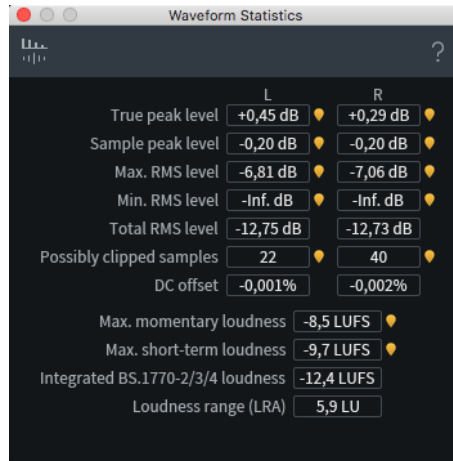 Waveform Statistics
?
L R
True peak level +0,45 dB +0,29 dB
Sample peak level -0,20 dB -0,20 dB
Max. RMS level -6,81 dB -7,06 dB
Min. RMS level -Inf. dB -Inf. dB
Total RMS level -12,75 dB -12,73 dB
Possibly clipped samples 22 40
DC offset -0,001% -0,002%
Max. momentary loudness -8,5 LUFS
Max. short-term loudness -9,7 LUFS
Integrated BS.1770-2/3/4 loudness -12,4 LUFS
Loudness range (LRA) 5,9 LU